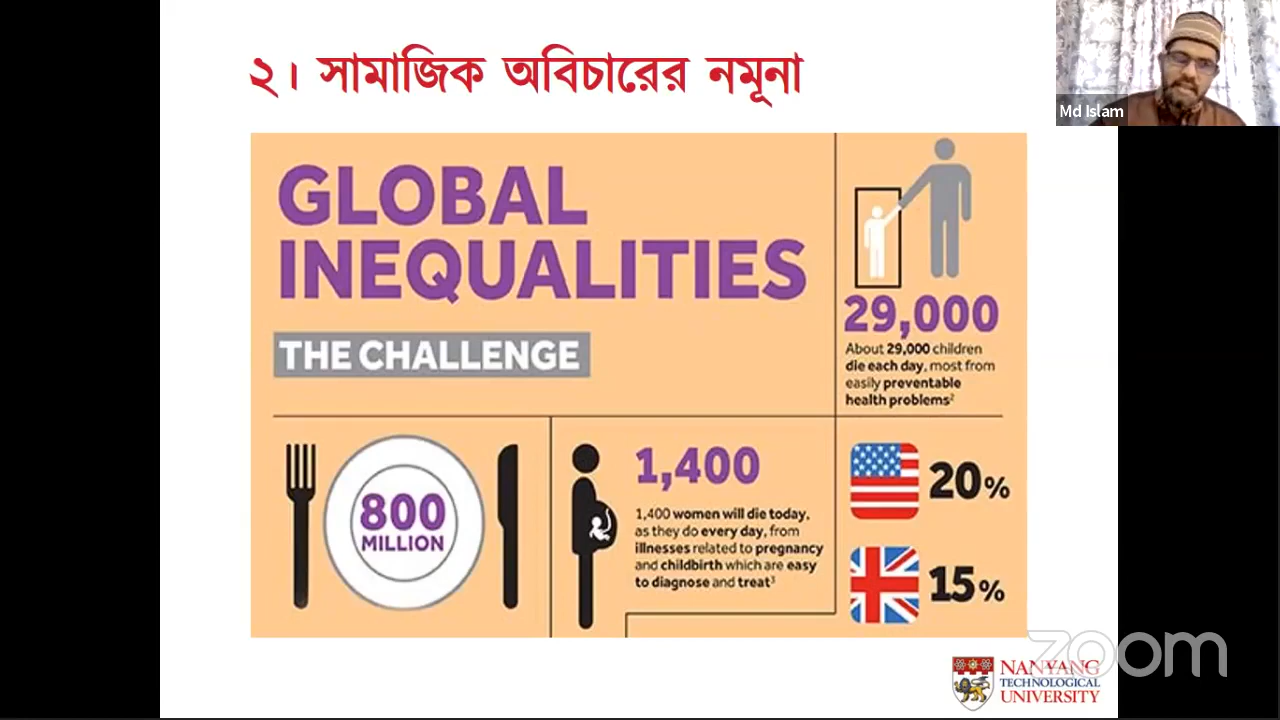 ২। সামাজিক অবিচারের নমূনা
Md Islam
GLOBAL
INEQUALITIES
THE CHALLENGE
29,000
About 29,000 children
die each day, most from
easily preventable
health problems²
800
MILLION
1,400
1,400 women will die today,
as they do every day, from
illnesses related to pregnancy
and childbirth which are easy
to diagnose and treat³
20%
15%
zoom
NANYANG
TECHNOLOGICAL
UNIVERSITY